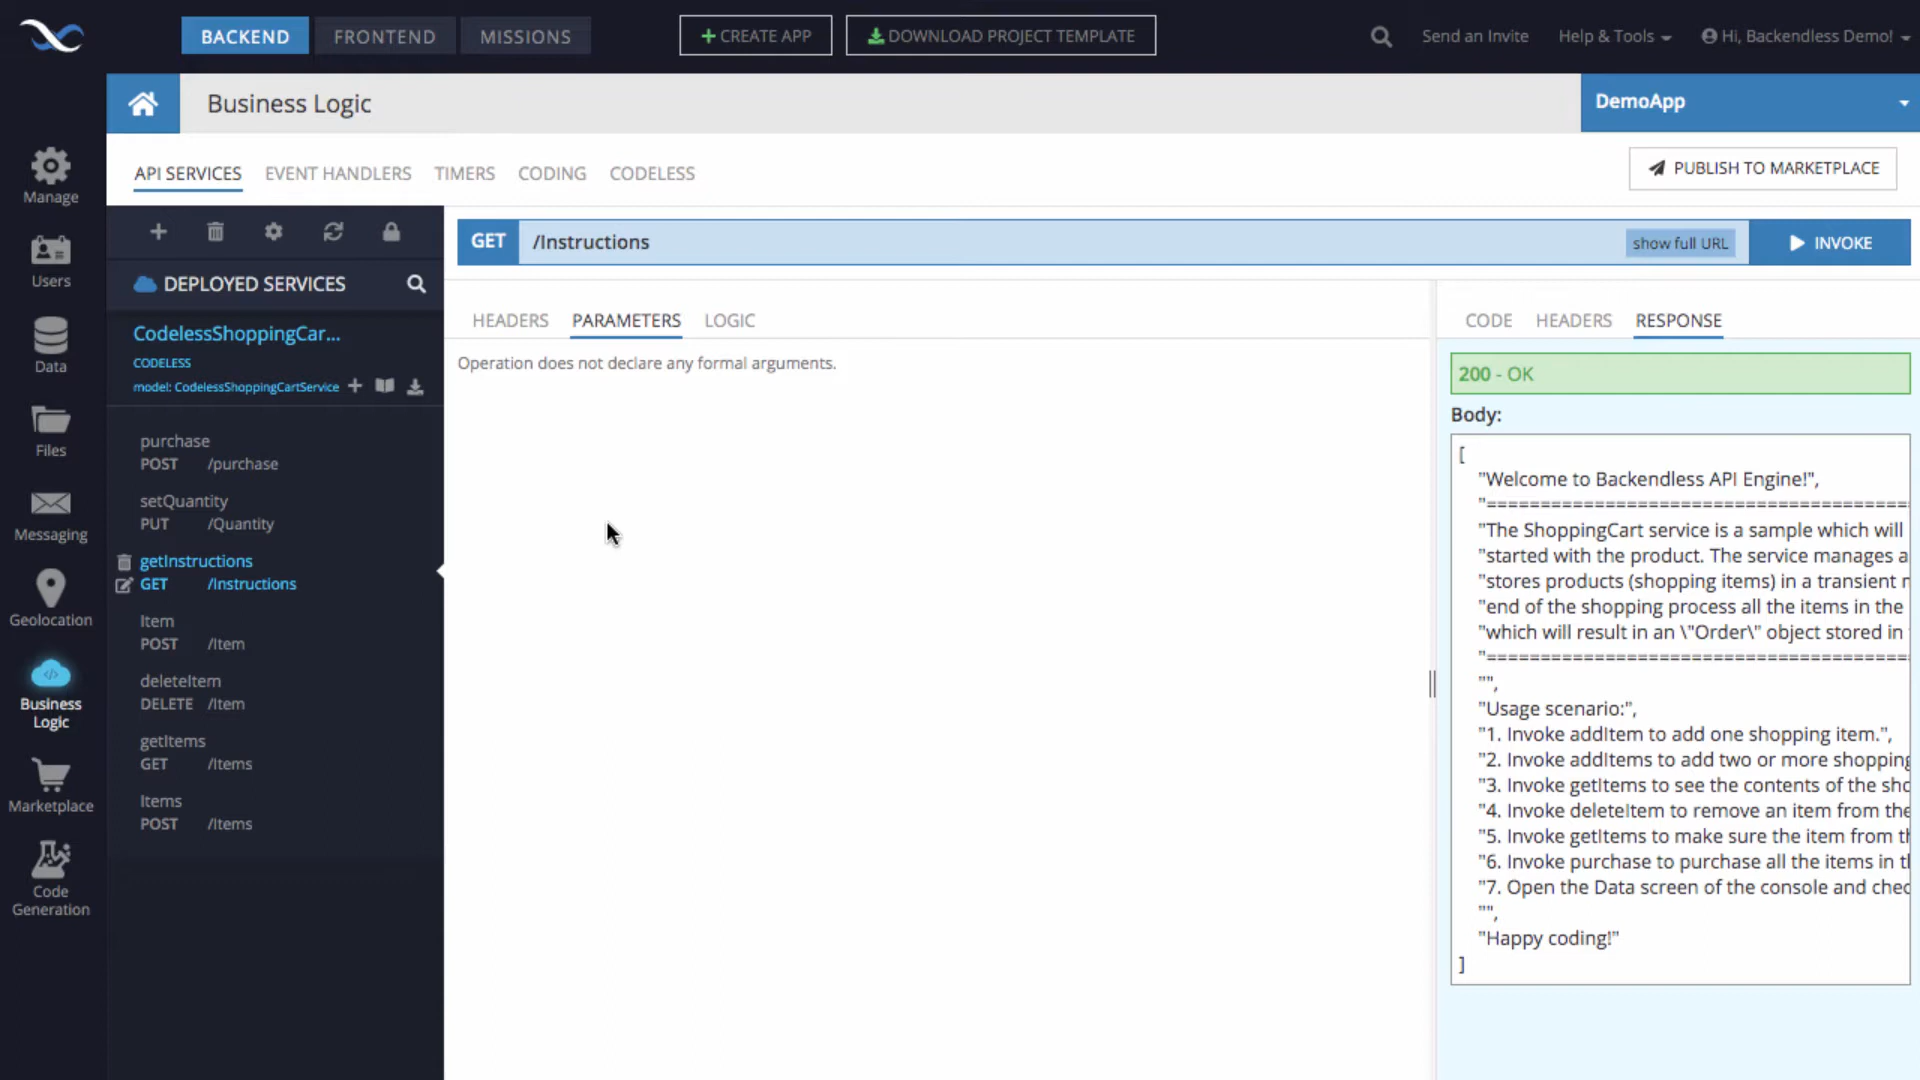 BACKEND
FRONTEND
MISSIONS
+ CREATE APP
DOWNLOAD PROJECT TEMPLATE
Send an Invite
Help & Tools
Hi, Backendless Demo!
Business Logic
DemoApp
API SERVICES
EVENT HANDLERS
TIMERS
CODING
CODELESS
PUBLISH TO MARKETPLACE
Manage
Users
Data
Files
Messaging
Geolocation
Business
Logic
Marketplace
Code
Generation
DEPLOYED SERVICES
CodelessShoppingCar...
CODELESS
model: CodelessShoppingCartService
purchase
POST /purchase
setQuantity
PUT /Quantity
getInstructions
GET /Instructions
Item
POST /Item
deleteItem
DELETE /Item
getItems
GET /Items
Items
POST /Items
GET /Instructions
show full URL
INVOKE
HEADERS
PARAMETERS
LOGIC
Operation does not declare any formal arguments.
CODE
HEADERS
RESPONSE
200 - OK
Body:
[
"Welcome to Backendless API Engine!",
"=======================================
"The ShoppingCart service is a sample which will
"started with the product. The service manages a
"stores products (shopping items) in a transient
"end of the shopping process all the items in the
"which will result in an \"Order\" object stored in
"=======================================
"",
"Usage scenario:",
"1. Invoke addItem to add one shopping item.",
"2. Invoke addItems to add two or more shopping
"3. Invoke getItems to see the contents of the
"4. Invoke deleteItem to remove an item from the
"5. Invoke getItems to make sure the item from
"6. Invoke purchase to purchase all the items in
"7. Open the Data screen of the console and
"",
"Happy coding!"
]